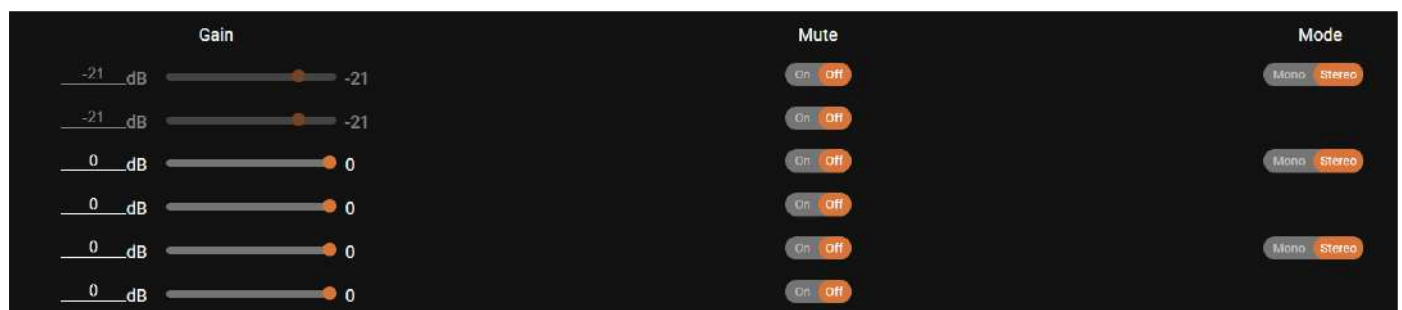 Gain Mute Mode
-21 dB -21 On Off Mono Stereo
-21 dB -21 On Off
0 dB 0 On Off Mono Stereo
0 dB 0 On Off
0 dB 0 On Off Mono Stereo
0 dB 0 On Off